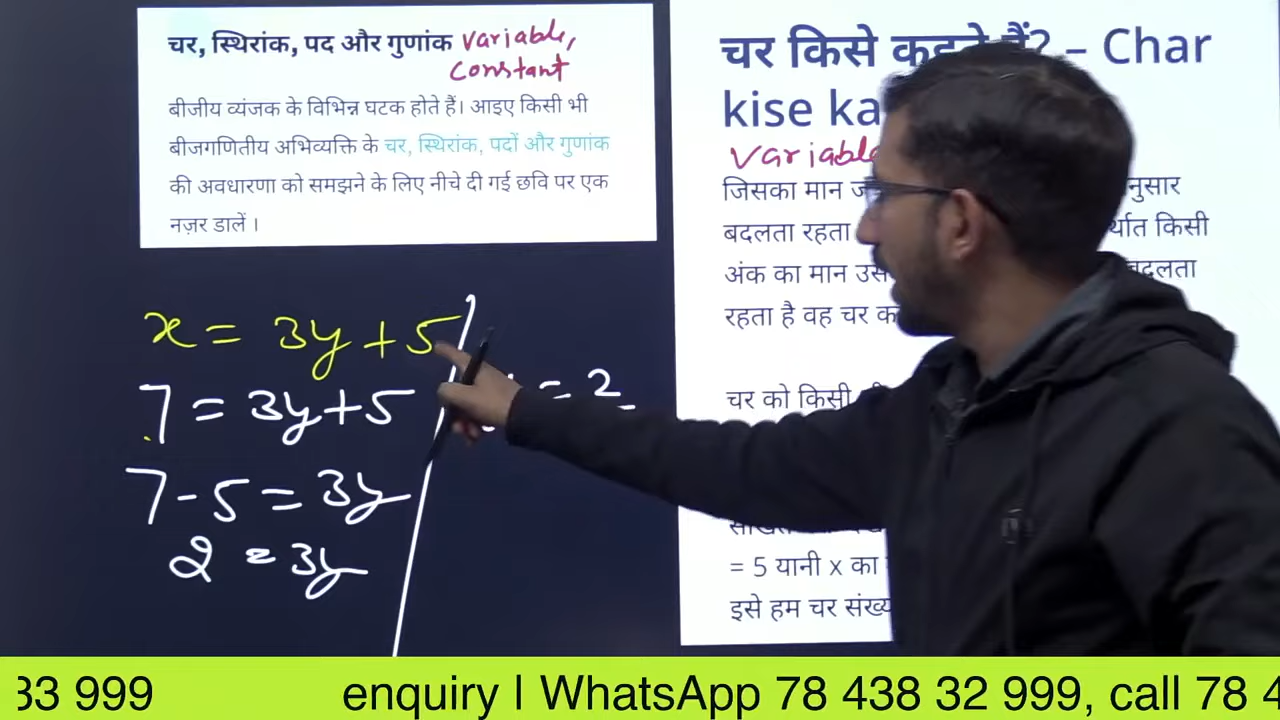 चर, स्थिरांक, पद और गुणांक variable,
constant
बीजीय व्यंजक के विभिन्न घटक होते हैं। आइए किसी भी
बीजगणितीय अभिव्यक्ति के चर, स्थिरांक, पदों और गुणांक
की अवधारणा को समझने के लिए नीचे दी गई छवि पर एक
नज़र डालें ।
x = 3y+5
7 = 3y+5
7-5 = 3y
2 = 3y
= 2
चर किसे कहते हैं? – Char
kise ka
variable
जिसका मान नुसार
बदलता रहता र्थात किसी
अंक का मान उस बदलता
रहता है वह चर क
चर को किसी
= 5 यानी x का
इसे हम चर संख्य
33 999 enquiry | WhatsApp 78 438 32 999, call 78 4